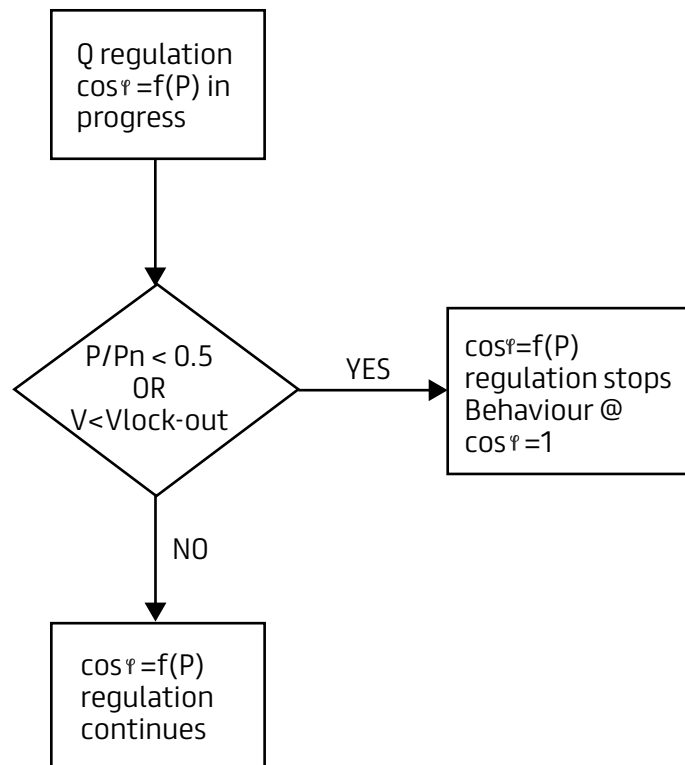 Q regulation
cosφ =f(P) in
progress
P/Pn < 0.5
OR
V<Vlock-out
YES
cosφ=f(P)
regulation stops
Behaviour @
cosφ =1
NO
cosφ =f(P)
regulation
continues